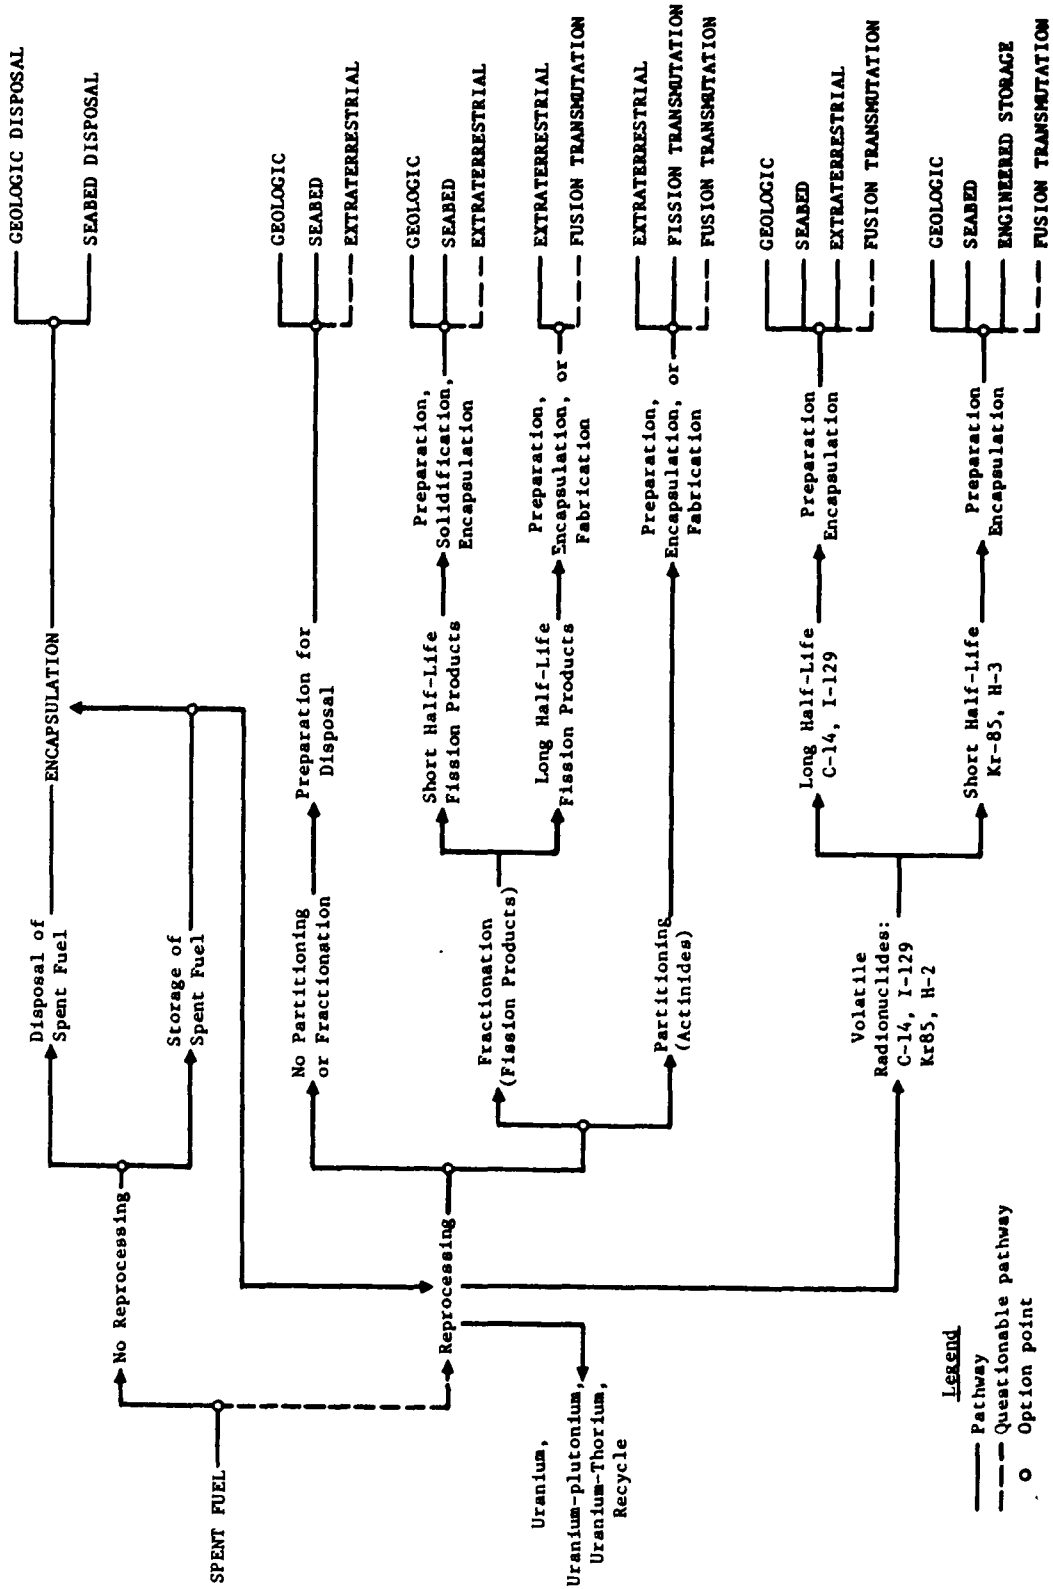 SPENT FUEL
No Reprocessing
Disposal of
Spent Fuel
Storage of
Spent Fuel
ENCAPSULATION
GEOLOGIC DISPOSAL
SEABED DISPOSAL
Reprocessing
Uranium,
Uranium-plutonium,
Uranium-Thorium,
Recycle
No Partitioning
or Fractionation
Preparation for
Disposal
GEOLOGIC
SEABED
EXTRATERRESTRIAL
Fractionation
(Fission Products)
Short Half-Life
Fission Products
Preparation,
Solidification,
Encapsulation
GEOLOGIC
SEABED
EXTRATERRESTRIAL
Long Half-Life
Fission Products
Preparation,
Encapsulation, or
Fabrication
EXTRATERRESTRIAL
FUSION TRANSMUTATION
Partitioning
(Actinides)
Preparation,
Encapsulation, or
Fabrication
EXTRATERRESTRIAL
FISSION TRANSMUTATION
FUSION TRANSMUTATION
Volatile
Radionuclides:
C-14, I-129
Kr85, H-2
Long Half-Life
C-14, I-129
Preparation
Encapsulation
GEOLOGIC
SEABED
EXTRATERRESTRIAL
FUSION TRANSMUTATION
Short Half-Life
Kr-85, H-3
Preparation
Encapsulation
GEOLOGIC
SEABED
ENGINEERED STORAGE
FUSION TRANSMUTATION
Legend
Pathway
Questionable pathway
Option point